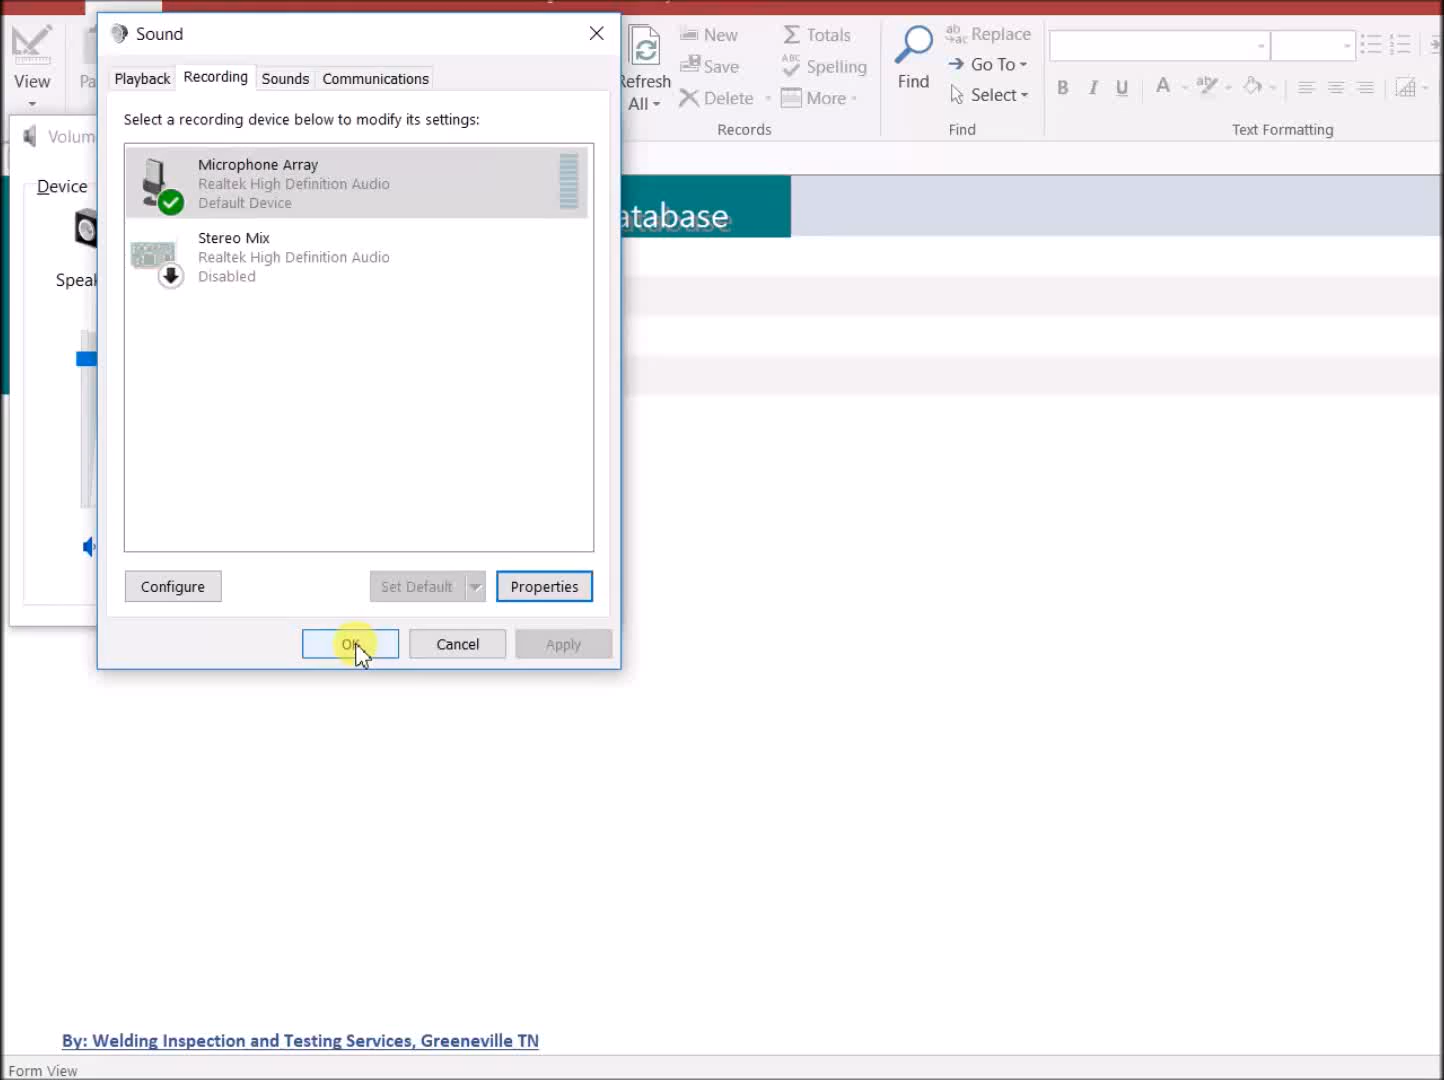 Sound
Playback
Recording
Sounds
Communications
Select a recording device below to modify its settings:
Microphone Array
Realtek High Definition Audio
Default Device
Stereo Mix
Realtek High Definition Audio
Disabled
Configure
Set Default
Properties
OK
Cancel
Apply
View
Pa
Volum
Device
Speak
Refresh
All
New
Save
Delete
Totals
Spelling
More
Records
Find
Replace
Go To
Select
Find
B I U A
Text Formatting
atabase
By: Welding Inspection and Testing Services, Greeneville TN
Form View